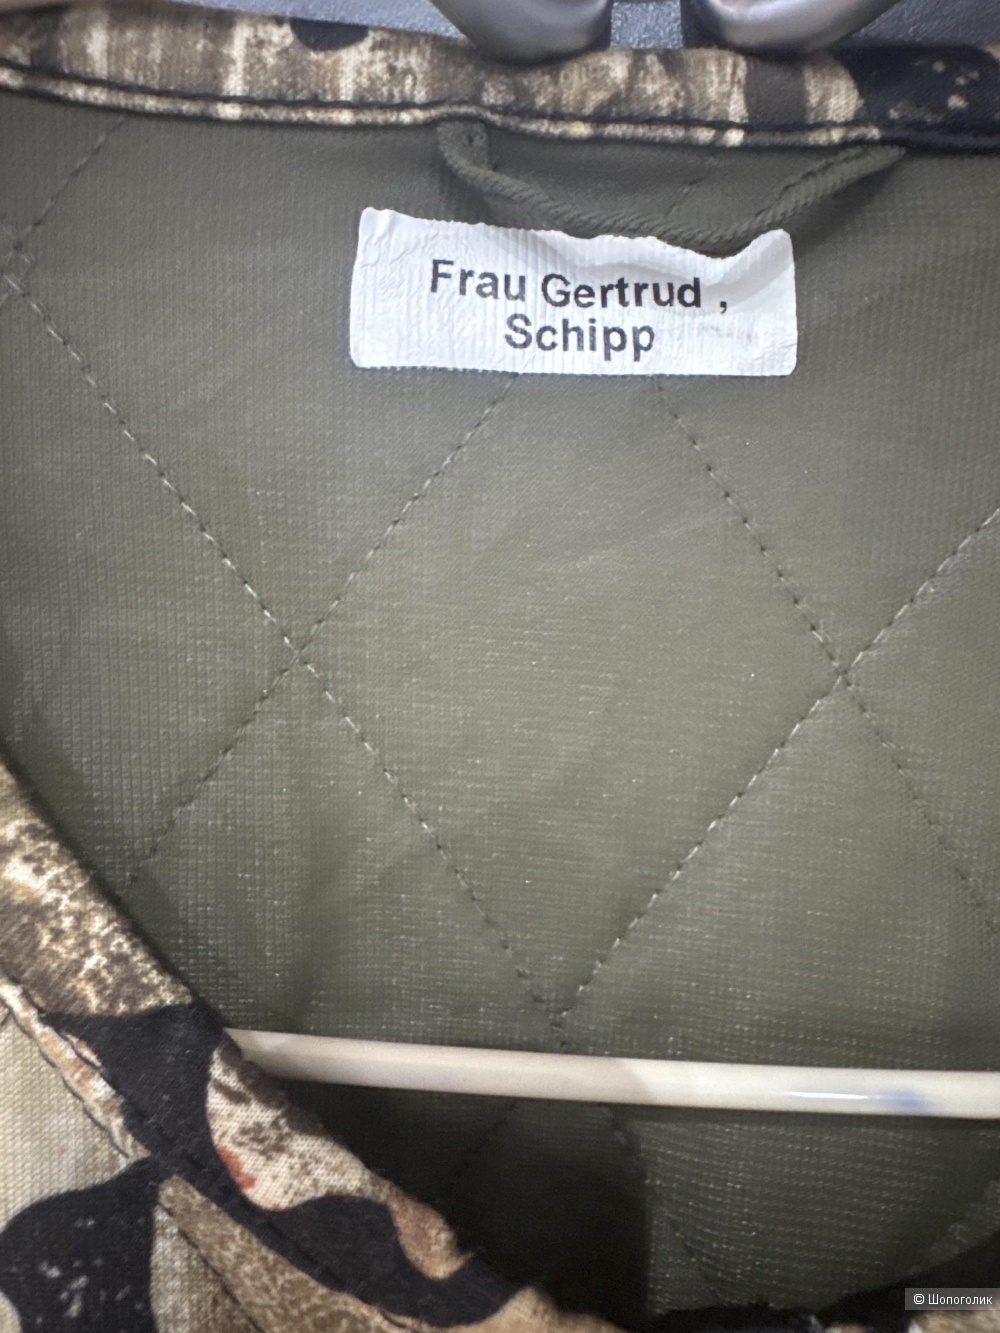 Frau Gertrud ,
Schipp
© Шопоголик